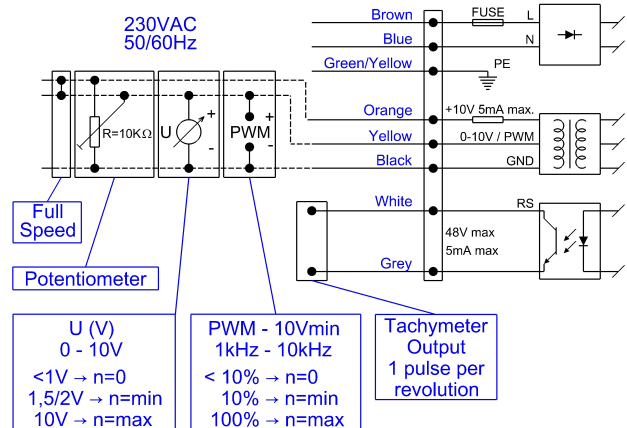 230VAC
50/60Hz
Brown
FUSE
L
Blue
N
Green/Yellow
PE
Orange
+10V 5mA max.
R=10KΩ
U
+
-
PWM
+
-
Yellow
0-10V / PWM
Black
GND
White
RS
48V max
5mA max
Grey
Full
Speed
Potentiometer
U (V)
0 - 10V
<1V → n=0
1,5/2V → n=min
10V → n=max
PWM - 10Vmin
1kHz - 10kHz
< 10% → n=0
10% → n=min
100% → n=max
Tachymeter
Output
1 pulse per
revolution